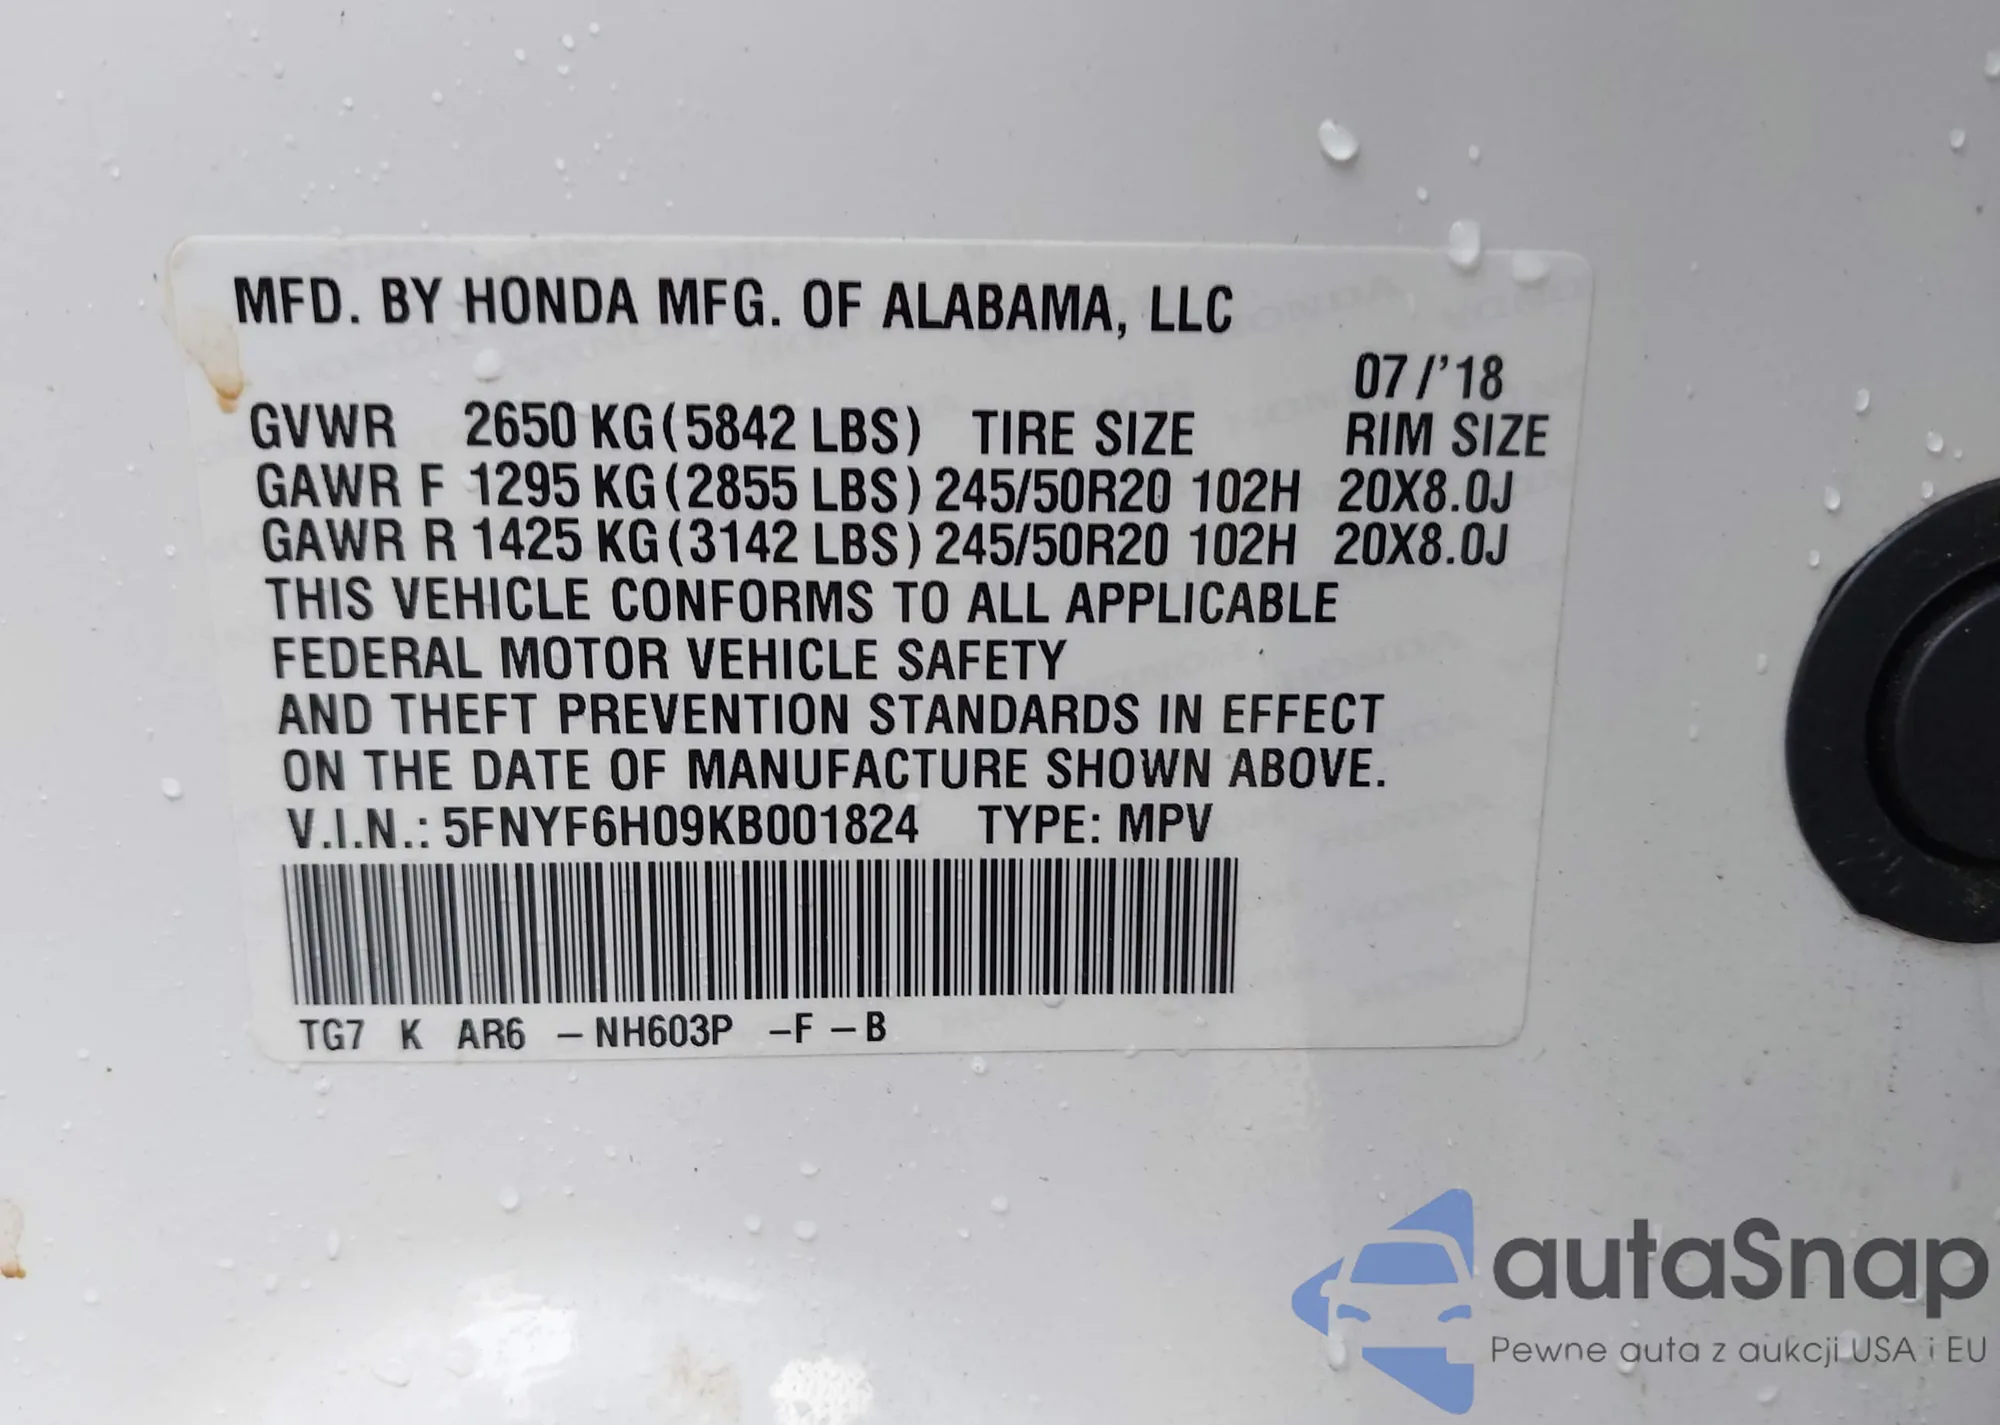 MFD. BY HONDA MFG. OF ALABAMA, LLC
07/'18
GVWR 2650 KG(5842 LBS) TIRE SIZE RIM SIZE
GAWR F 1295 KG(2855 LBS) 245/50R20 102H 20X8.0J
GAWR R 1425 KG(3142 LBS) 245/50R20 102H 20X8.0J
THIS VEHICLE CONFORMS TO ALL APPLICABLE
FEDERAL MOTOR VEHICLE SAFETY
AND THEFT PREVENTION STANDARDS IN EFFECT
ON THE DATE OF MANUFACTURE SHOWN ABOVE.
V.I.N.: 5FNYF6H09KB001824 TYPE: MPV
TG7 K AR6 –NH603P –F –B
autaSnap
Pewne auta z aukcji USA i EU